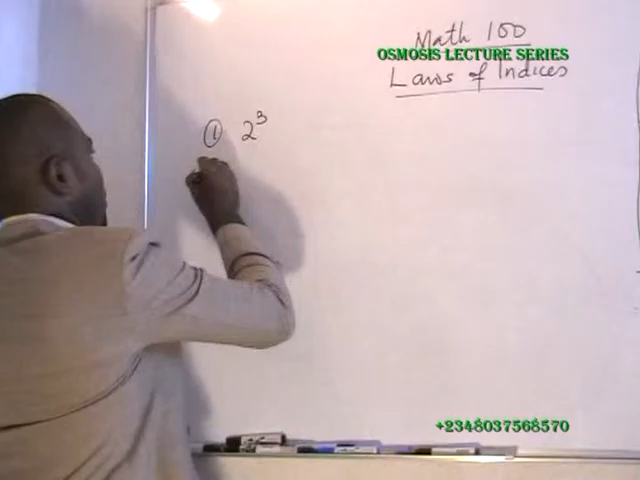 Math 100
OSMOSIS LECTURE SERIES
Laws of Indices
① 2³
+2348037568570